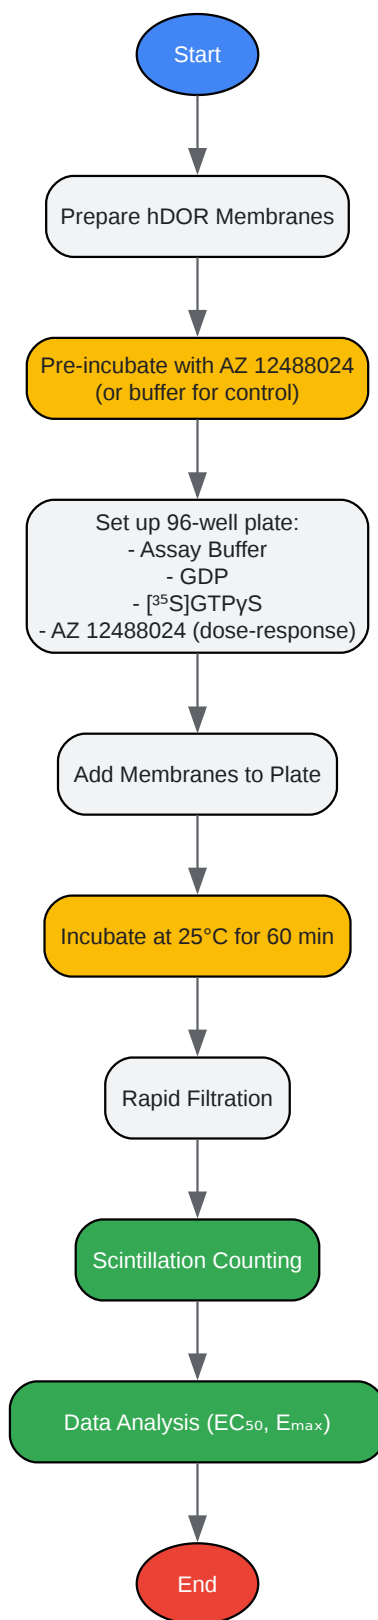 Start
Prepare hDOR Membranes
Pre-incubate with AZ 12488024
(or buffer for control)
Set up 96-well plate:
- Assay Buffer
- GDP
- [³⁵S]GTPγS
- AZ 12488024 (dose-response)
Add Membranes to Plate
Incubate at 25°C for 60 min
Rapid Filtration
Scintillation Counting
Data Analysis (EC₅₀, Eₘₐₓ)
End